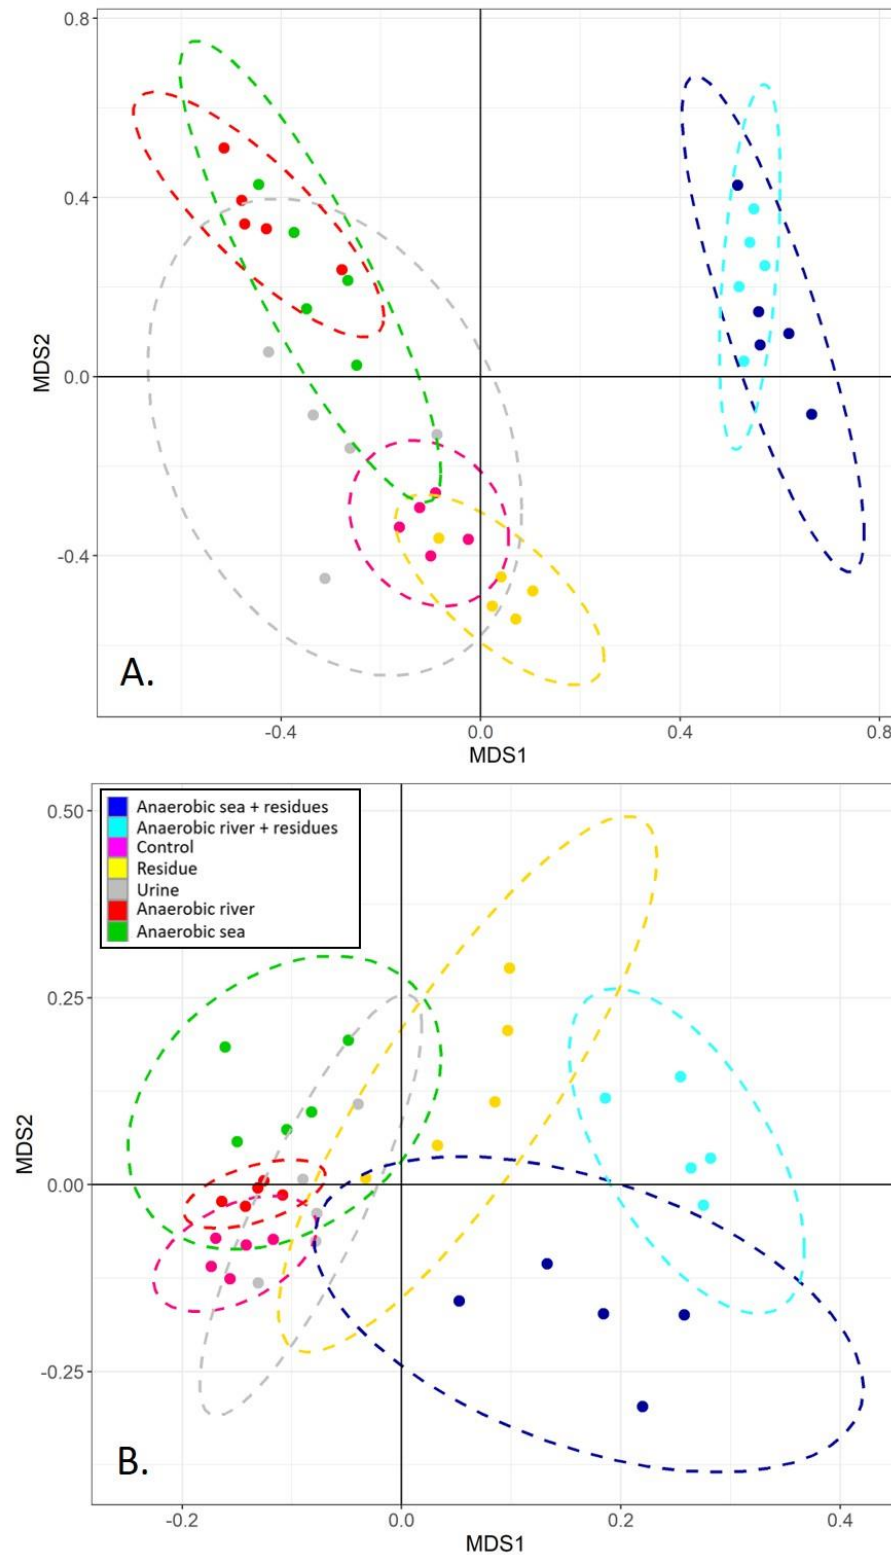 0.8
0.4
0.0
-0.4
MDS2
A.
-0.4
0.0
0.4
0.8
MDS1
Anaerobic sea + residues
Anaerobic river + residues
Control
Residue
Urine
Anaerobic river
Anaerobic sea
0.50
0.25
0.00
-0.25
MDS2
B.
-0.2
0.0
0.2
0.4
MDS1